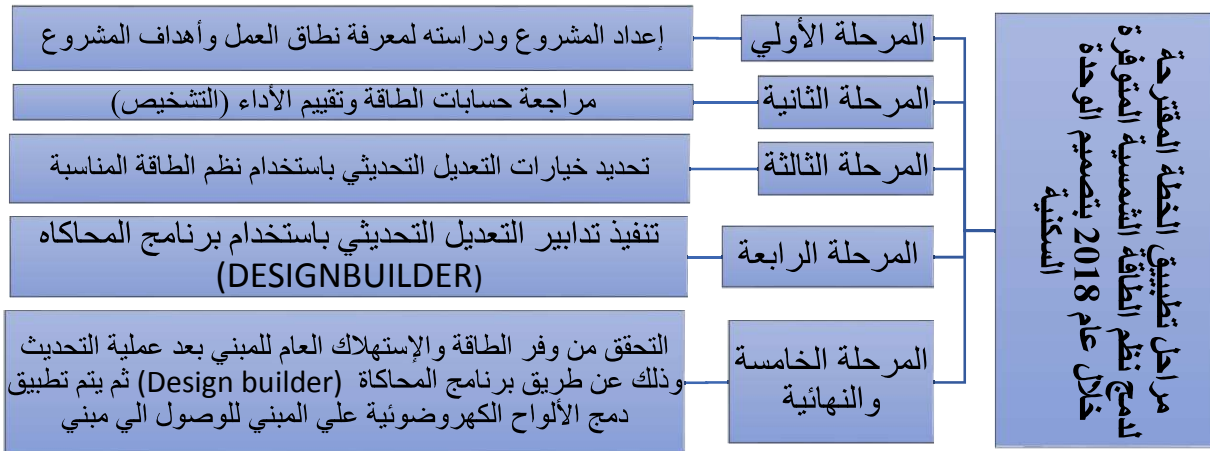 مراحل تطبيق الخطة المقترحة
لدمج نظم الطاقة الشمسية المتوفرة
خلال عام 2018 بتصميم الوحدة
السكنية
المرحلة الأولي
إعداد المشروع ودراسته لمعرفة نطاق العمل وأهداف المشروع
المرحلة الثانية
مراجعة حسابات الطاقة وتقييم الأداء (التشخيص)
المرحلة الثالثة
تحديد خيارات التعديل التحديثي باستخدام نظم الطاقة المناسبة
المرحلة الرابعة
تنفيذ تدابير التعديل التحديثي باستخدام برنامج المحاكاه
(DESIGNBUILDER)
المرحلة الخامسة
والنهائية
التحقق من وفر الطاقة والإستهلاك العام للمبني بعد عملية التحديث
وذلك عن طريق برنامج المحاكاة (Design builder) ثم يتم تطبيق
دمج الألواح الكهروضوئية علي المبني للوصول الي مبني